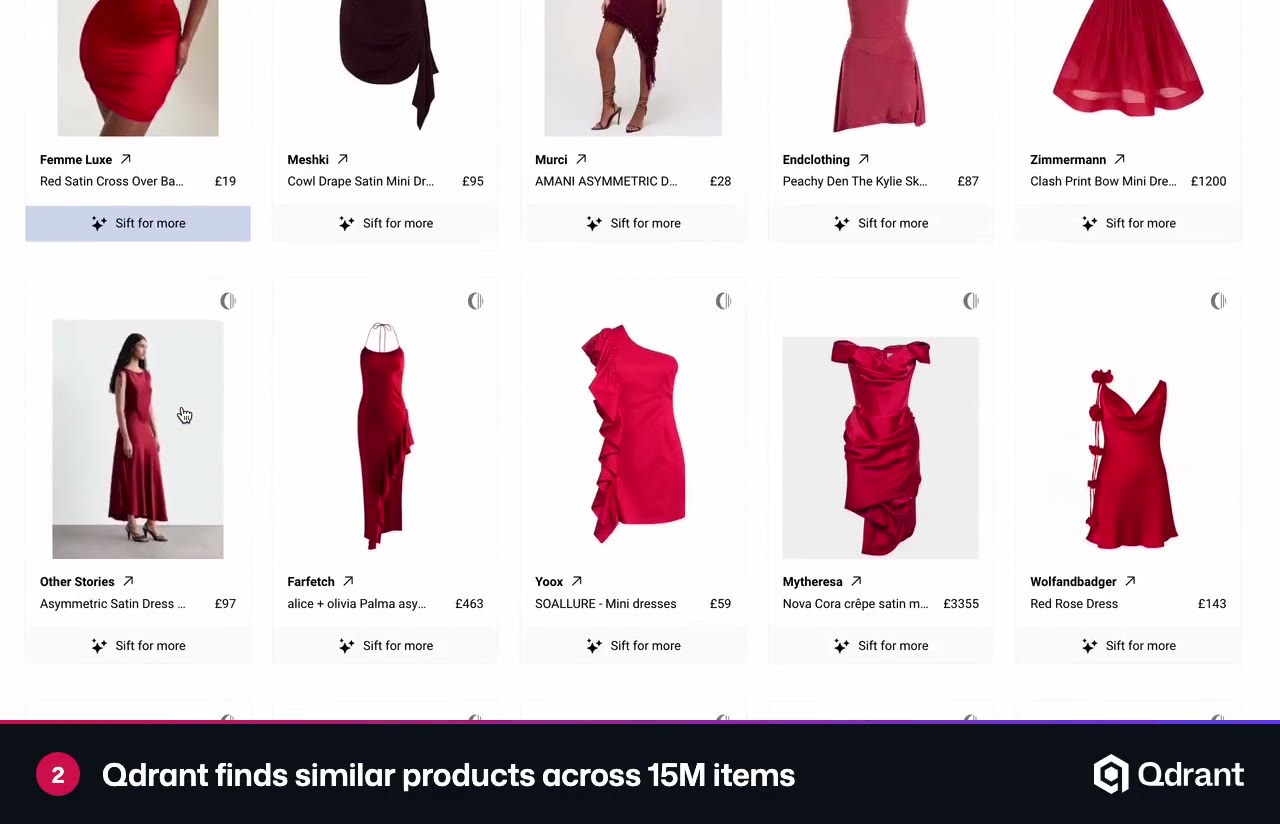 Femme Luxe
Red Satin Cross Over Ba... £19
Sift for more
Meshki
Cowl Drape Satin Mini Dr... £95
Sift for more
Murci
AMANI ASYMMETRIC D... £28
Sift for more
Endclothing
Peachy Den The Kylie Sk... £87
Sift for more
Zimmermann
Clash Print Bow Mini Dre... £1200
Sift for more
Other Stories
Asymmetric Satin Dress ... £97
Sift for more
Farfetch
alice + olivia Palma asy... £463
Sift for more
Yoox
SOALLURE - Mini dresses £59
Sift for more
Mytheresa
Nova Cora crêpe satin m... £3355
Sift for more
Wolfandbadger
Red Rose Dress £143
Sift for more
2 Qdrant finds similar products across 15M items
Qdrant